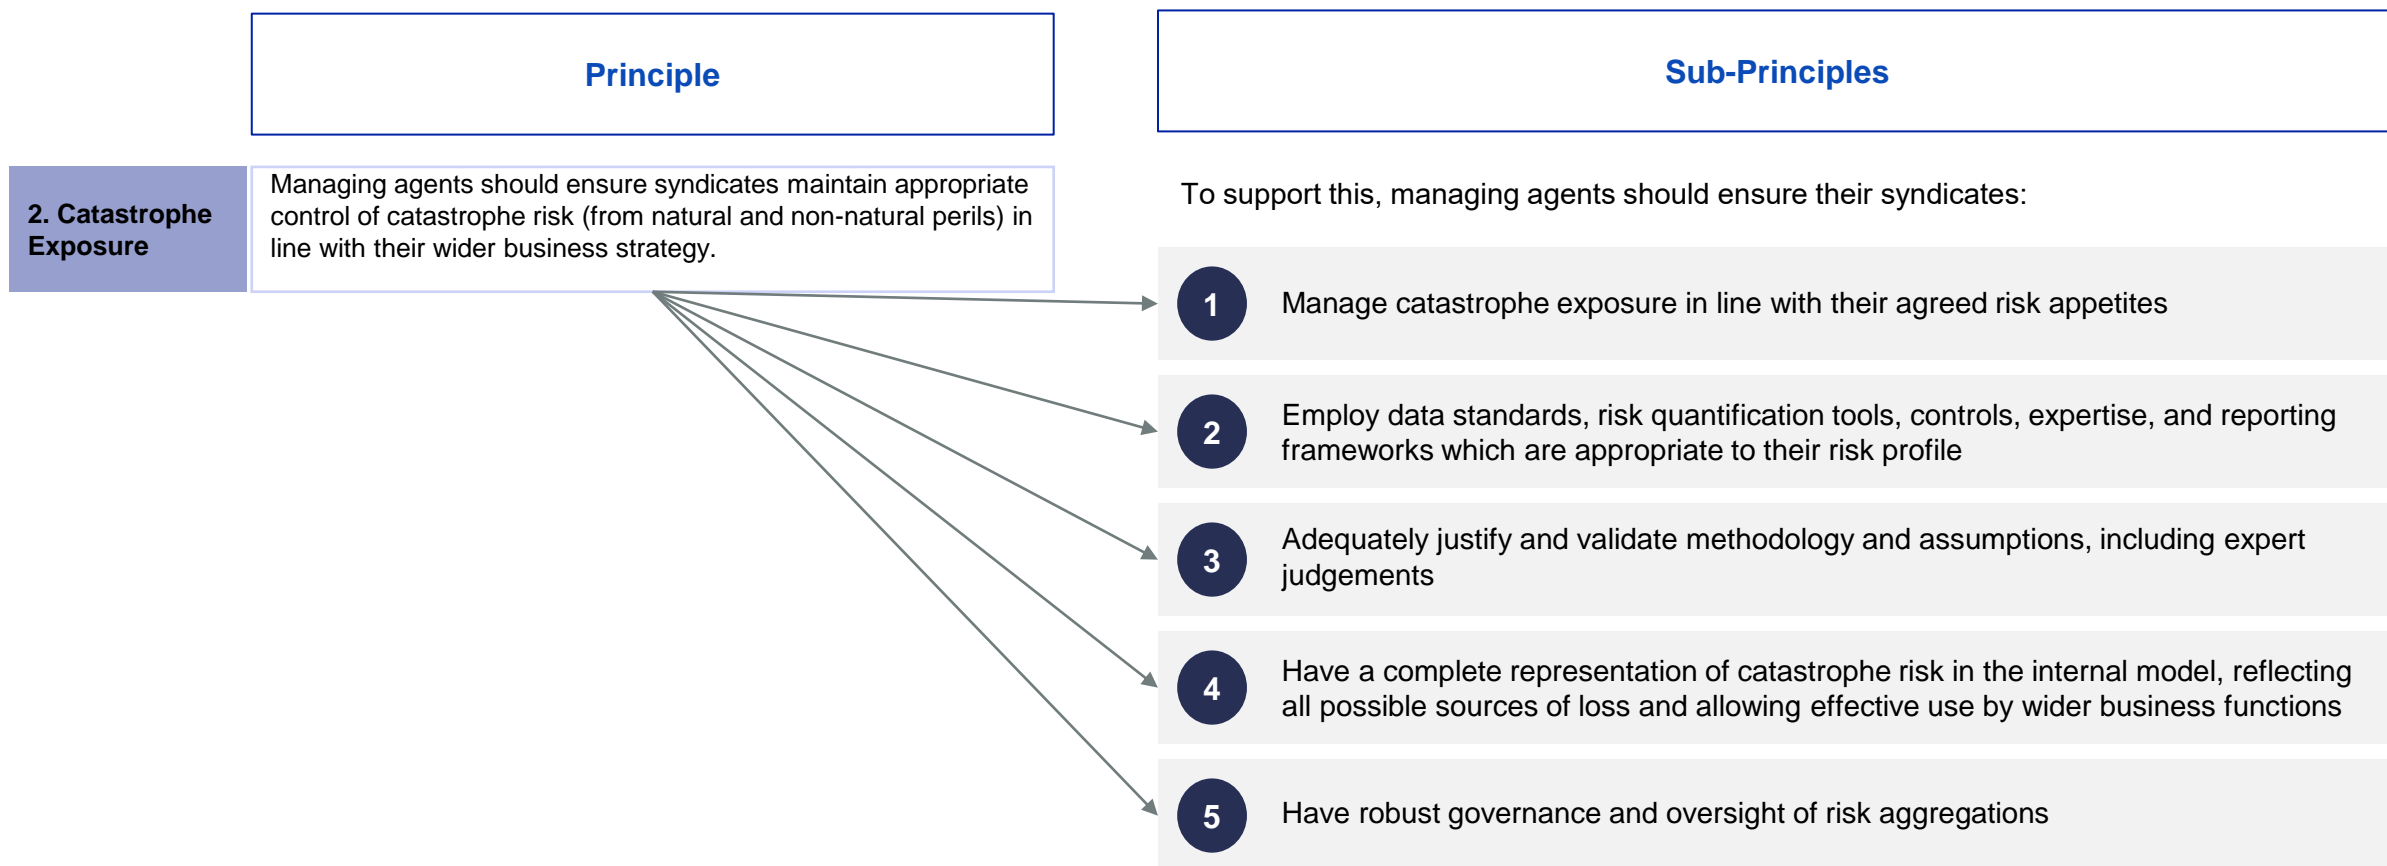 Principle
Sub-Principles
2. Catastrophe
Exposure
Managing agents should ensure syndicates maintain appropriate
control of catastrophe risk (from natural and non-natural perils) in
line with their wider business strategy.
To support this, managing agents should ensure their syndicates:
1
Manage catastrophe exposure in line with their agreed risk appetites
2
Employ data standards, risk quantification tools, controls, expertise, and reporting
frameworks which are appropriate to their risk profile
3
Adequately justify and validate methodology and assumptions, including expert
judgements
4
Have a complete representation of catastrophe risk in the internal model, reflecting
all possible sources of loss and allowing effective use by wider business functions
5
Have robust governance and oversight of risk aggregations